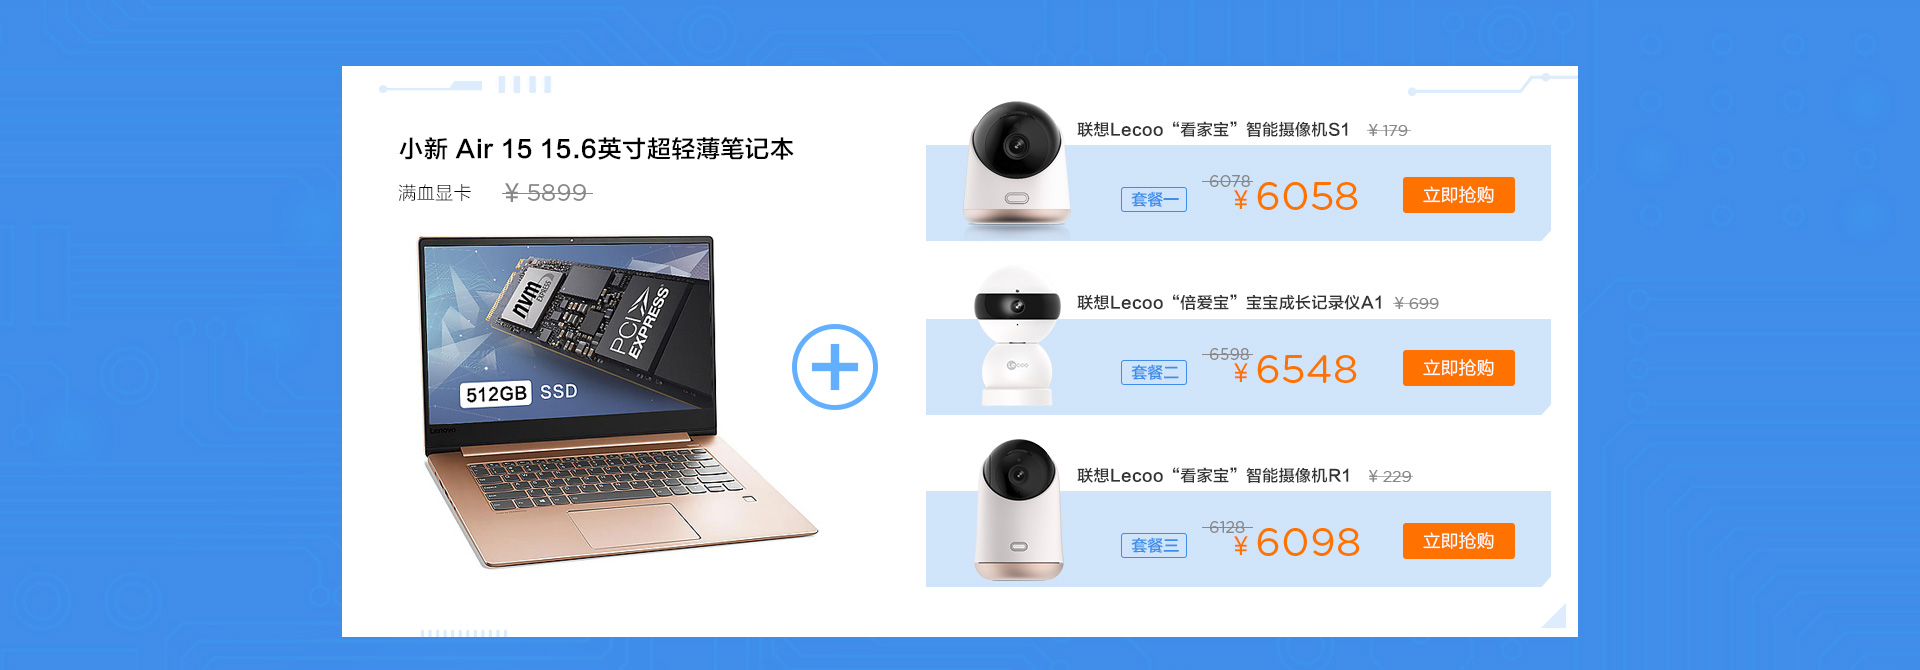 小新 Air 15 15.6英寸超轻薄笔记本
满血显卡 ¥ 5899
nvm
EXPRESS
PCI
EXPRESS
512GB SSD
Lenovo
联想Lecoo“看家宝”智能摄像机S1 ¥ 179
套餐一 6078 ¥ 6058 立即抢购
联想Lecoo“倍爱宝”宝宝成长记录仪A1 ¥ 699
Lecoo
套餐二 6598 ¥ 6548 立即抢购
联想Lecoo“看家宝”智能摄像机R1 ¥ 229
套餐三 6128 ¥ 6098 立即抢购